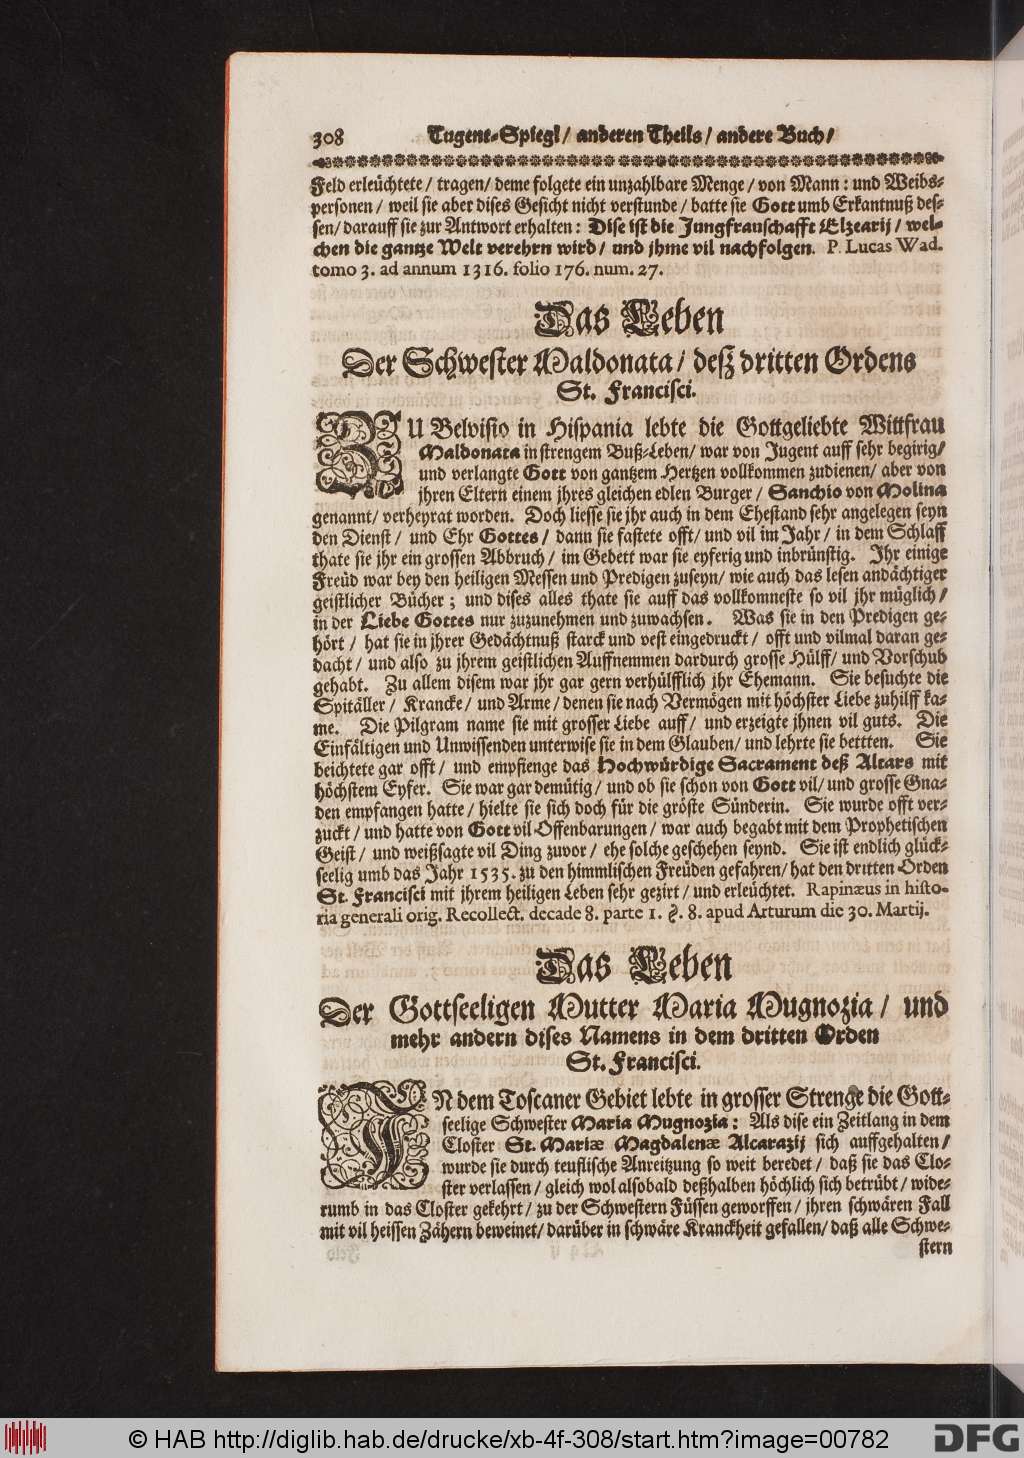 308 Tugent-Spiegl / anderen Theils / andere Buch /
Feld erleüchtete / tragen / deme folgete ein unzahlbare Menge / von Mann: und Weibs-
personen / weil sie aber dises Gesicht nicht verstunde / batte sie Gott umb Erkantnuß des-
sen / darauff sie zur Antwort erhalten: Dise ist die Jungfrauschafft Elzearij / wel-
chen die gantze Welt verehrn wird / und jhme vil nachfolgen. P. Lucas Wad.
tomo 3. ad annum 1316. folio 176. num. 27.
Das Leben
Der Schwester Maldonata / deß dritten Ordens
St. Francisci.
ZU Belvisio in Hispania lebte die Gottgeliebte Wittfrau
Maldonata in strengem Buß-Leben / war von Jugent auff sehr begirig /
und verlangte Gott von gantzem Hertzen vollkommen zudienen / aber von
jhren Eltern einem jhres gleichen edlen Burger / Sanchio von Molina
genannt / verheyrat worden. Doch liesse sie jhr auch in dem Ehestand sehr angelegen seyn
den Dienst / und Ehr Gottes / dann sie fastete offt / und vil im Jahr / in dem Schlaff
thate sie jhr ein grossen Abbruch / im Gebett war sie eyferig und inbrünstig. Ihr einige
Freüd war bey den heiligen Messen und Predigen zuseyn / wie auch das lesen andächtiger
geistlicher Bücher; und dises alles thate sie auff das vollkomneste so vil jhr müglich /
in der Liebe Gottes nur zuzunehmen und zuwachsen. Was sie in den Predigen ge-
hört / hat sie in jhrer Gedächtnuß starck und vest eingedruckt / offt und vilmal daran ge-
dacht / und also zu jhrem geistlichen Auffnemmen dardurch grosse Hülff / und Vorschub
gehabt. Zu allem disem war jhr gar gern verhülfflich jhr Ehemann. Sie besuchte die
Spitäller / Krancke / und Arme / denen sie nach Vermögen mit höchster Liebe zuhilff ka-
me. Die Pilgram name sie mit grosser Liebe auff / und erzeigte jhnen vil guts. Die
Einfältigen und Unwissenden unterwise sie in dem Glauben / und lehrte sie bettten. Sie
beichtete gar offt / und empfienge das Hochwürdige Sacrament deß Altars mit
höchstem Eyfer. Sie war gar demütig / und ob sie schon von Gott vil / und grosse Gna-
den empfangen hatte / hielte sie sich doch für die gröste Sünderin. Sie wurde offt ver-
zuckt / und hatte von Gott vil Offenbarungen / war auch begabt mit dem Prophetischen
Geist / und weißsagte vil Ding zuvor / ehe solche geschehen seynd. Sie ist endlich glück-
seelig umb das Jahr 1535. zu den himmlischen Freüden gefahren / hat den dritten Orden
St. Francisci mit jhrem heiligen Leben sehr gezirt / und erleüchtet. Rapinæus in histo-
ria generali orig. Recollect. decade 8. parte 1. §. 8. apud Arturum die 30. Martij.
Das Leben
Der Gottseeligen Mutter Maria Mugnozia / und
mehr andern dises Namens in dem dritten Orden
St. Francisci.
IN dem Toscaner Gebiet lebte in grosser Strenge die Gott-
seelige Schwester Maria Mugnozia: Als dise ein Zeitlang in dem
Closter St. Mariæ Magdalenæ Alcarazij sich auffgehalten /
wurde sie durch teuflische Anreitzung so weit beredet / daß sie das Clo-
ster verlassen / gleich wol alsobald deßhalben höchlich sich betrübt / wide-
rumb in das Closter gekehrt / zu der Schwestern Füssen geworffen / jhren schwären Fall
mit vil heissen Zähern beweinet / darüber in schwäre Kranckheit gefallen / daß alle Schwe-
stern
© HAB http://diglib.hab.de/drucke/xb-4f-308/start.htm?image=00782
DFG